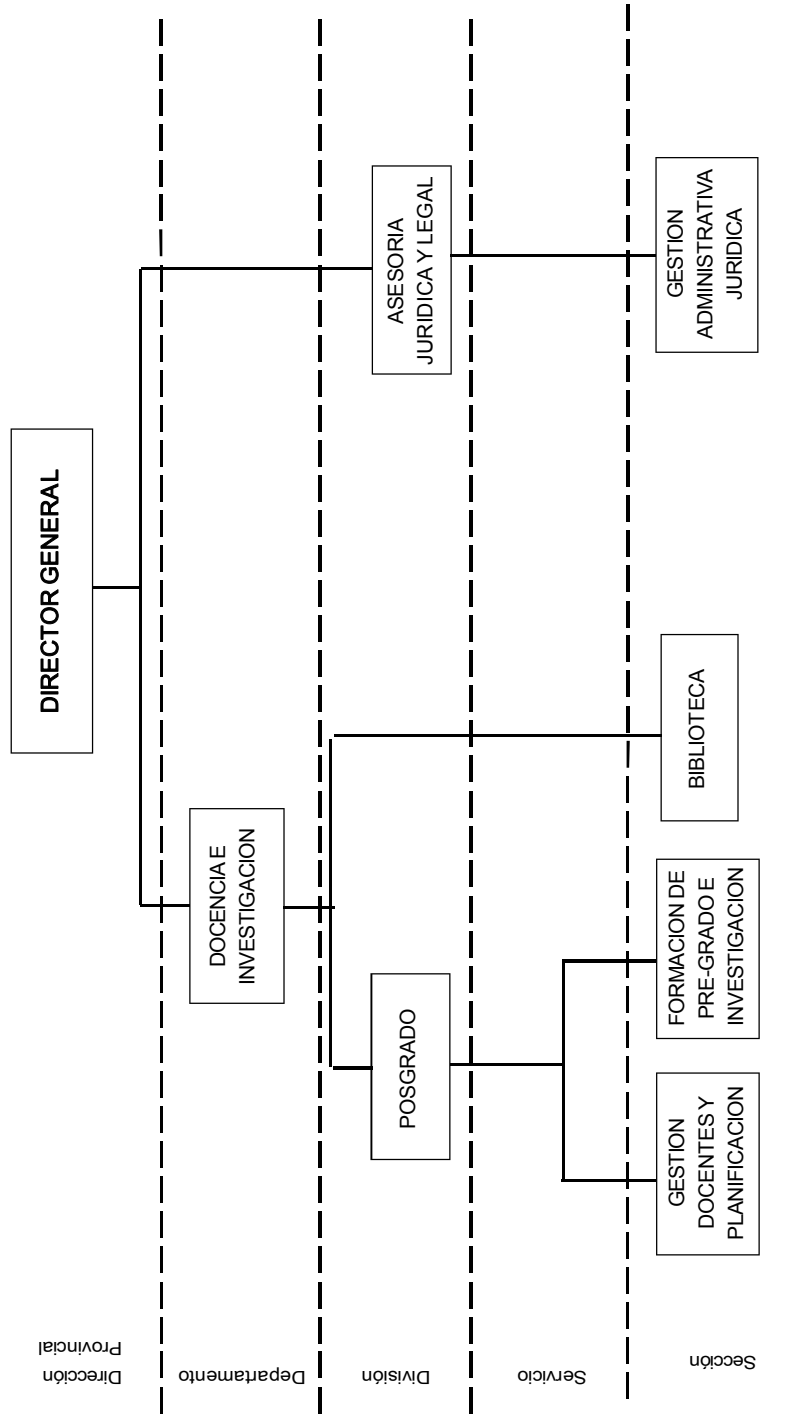 DIRECTOR GENERAL
DOCENCIA E
INVESTIGACION
ASESORIA
JURIDICA Y LEGAL
POSGRADO
GESTION
DOCENTES Y
PLANIFICACION
FORMACION DE
PRE-GRADO E
INVESTIGACION
BIBLIOTECA
GESTION
ADMINISTRATIVA
JURIDICA
Dirección
Provincial
Departamento
División
Servicio
Sección